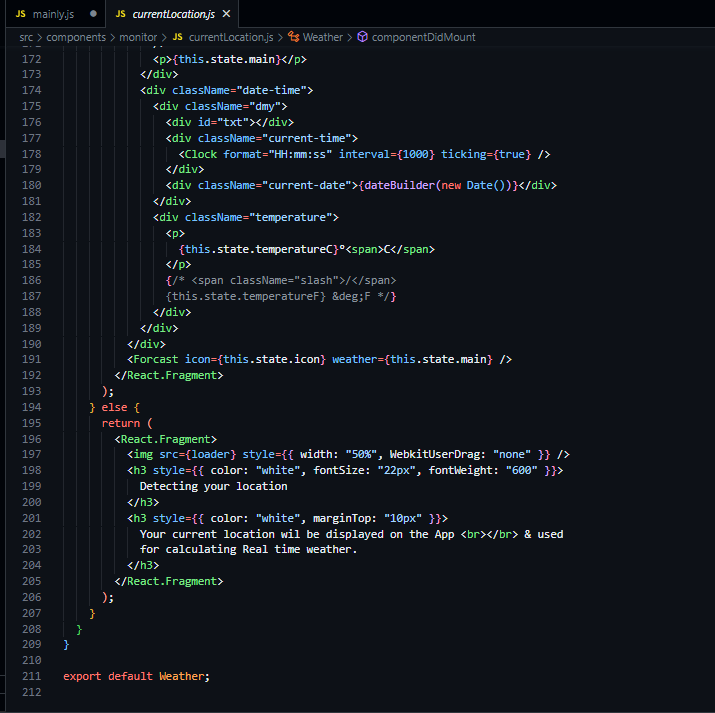 JS mainly.js ●
JS currentLocation.js ×
src > components > monitor > JS currentLocation.js > Weather > componentDidMount
172 <p>{this.state.main}</p>
173 </div>
174 <div className="date-time">
175 <div className="dmy">
176 <div id="txt"></div>
177 <div className="current-time">
178 <Clock format="HH:mm:ss" interval={1000} ticking={true} />
179 </div>
180 <div className="current-date">{dateBuilder(new Date())}</div>
181 </div>
182 <div className="temperature">
183 <p>
184 {this.state.temperatureC}°<span>C</span>
185 </p>
186 {/* <span className="slash">/</span>
187 {this.state.temperatureF} &deg;F */}
188 </div>
189 </div>
190 </div>
191 <Forcast icon={this.state.icon} weather={this.state.main} />
192 </React.Fragment>
193 );
194 } else {
195 return (
196 <React.Fragment>
197 <img src={loader} style={{ width: "50%", WebkitUserDrag: "none" }} />
198 <h3 style={{ color: "white", fontSize: "22px", fontWeight: "600" }}>
199 Detecting your location
200 </h3>
201 <h3 style={{ color: "white", marginTop: "10px" }}>
202 Your current location wil be displayed on the App <br></br> & used
203 for calculating Real time weather.
204 </h3>
205 </React.Fragment>
206 );
207 }
208 }
209 }
210
211 export default Weather;
212